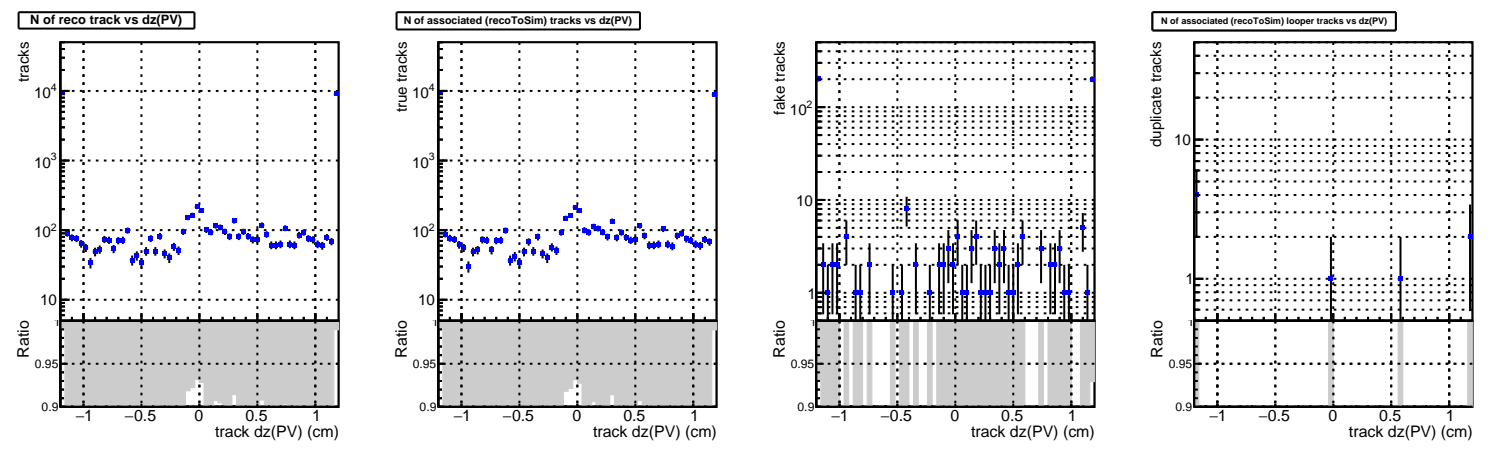 N of reco track vs dz(PV)
tracks
10⁴
10³
10²
10
Ratio
1
0.95
0.9
−1 −0.5 0 0.5 1
track dz(PV) (cm)
N of associated (recoToSim) tracks vs dz(PV)
true tracks
10⁴
10³
10²
10
Ratio
1
0.95
0.9
−1 −0.5 0 0.5 1
track dz(PV) (cm)
fake tracks
10²
10
1
Ratio
1
0.95
0.9
−1 −0.5 0 0.5 1
track dz(PV) (cm)
N of associated (recoToSim) looper tracks vs dz(PV)
duplicate tracks
10
1
Ratio
1
0.95
0.9
−1 −0.5 0 0.5 1
track dz(PV) (cm)